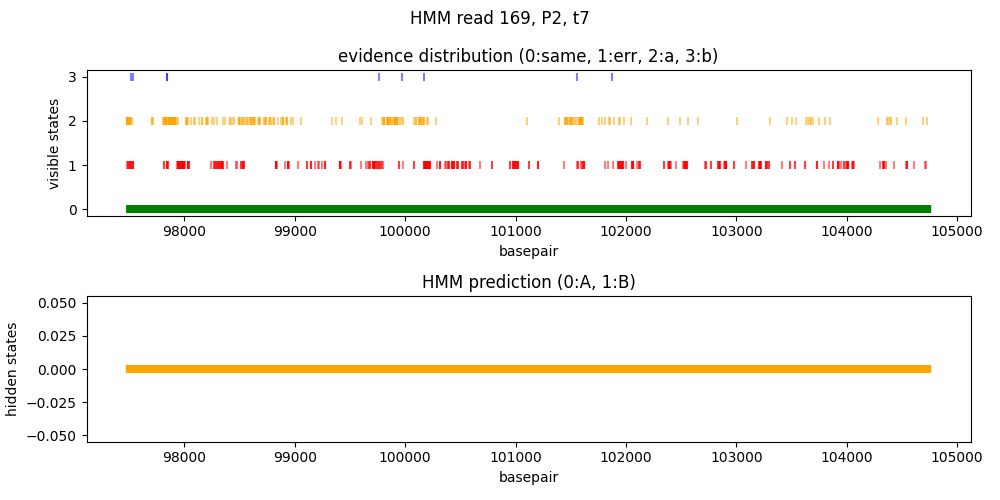 HMM read 169, P2, t7
evidence distribution (0:same, 1:err, 2:a, 3:b)
visible states
3
2
1
0
98000 99000 100000 101000 102000 103000 104000 105000
basepair
HMM prediction (0:A, 1:B)
hidden states
0.050
0.025
0.000
−0.025
−0.050
98000 99000 100000 101000 102000 103000 104000 105000
basepair